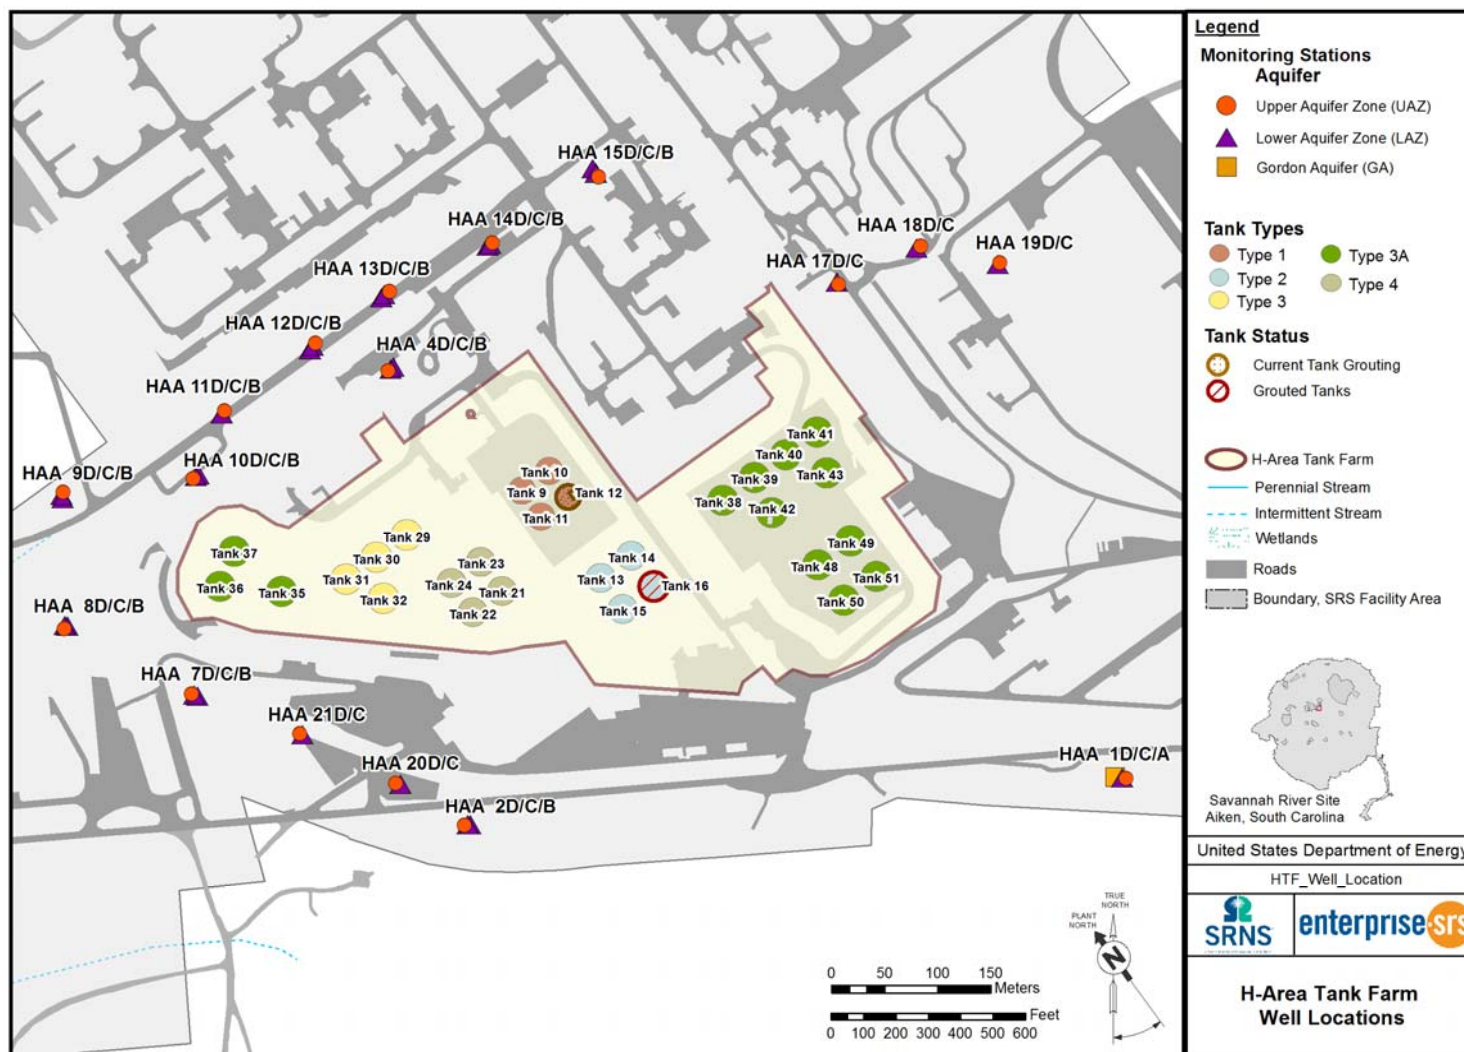 HAA 15D/C/B
HAA 14D/C/B
HAA 18D/C
HAA 19D/C
HAA 13D/C/B
HAA 17D/C
HAA 12D/C/B
HAA 4D/C/B
HAA 11D/C/B
HAA 10D/C/B
HAA 9D/C/B
Tank 41
Tank 40
Tank 10
Tank 39
Tank 43
Tank 9
Tank 12
Tank 38
Tank 42
Tank 11
Tank 29
Tank 49
Tank 37
Tank 30
Tank 14
Tank 23
Tank 48
Tank 31
Tank 13
Tank 51
Tank 24
Tank 16
Tank 36
Tank 35
Tank 32
Tank 21
Tank 50
Tank 22
Tank 15
HAA 8D/C/B
HAA 7D/C/B
HAA 21D/C
HAA 20D/C
HAA 1D/C/A
HAA 2D/C/B
TRUE
NORTH
PLANT
NORTH
N
0 50 100 150
Meters
Feet
0 100 200 300 400 500 600
Legend
Monitoring Stations
Aquifer
Upper Aquifer Zone (UAZ)
Lower Aquifer Zone (LAZ)
Gordon Aquifer (GA)
Tank Types
Type 1
Type 3A
Type 2
Type 4
Type 3
Tank Status
Current Tank Grouting
Grouted Tanks
H-Area Tank Farm
Perennial Stream
Intermittent Stream
Wetlands
Roads
Boundary, SRS Facility Area
Savannah River Site
Aiken, South Carolina
United States Department of Energy
HTF_Well_Location
SRNS
enterprise.srs
H-Area Tank Farm
Well Locations